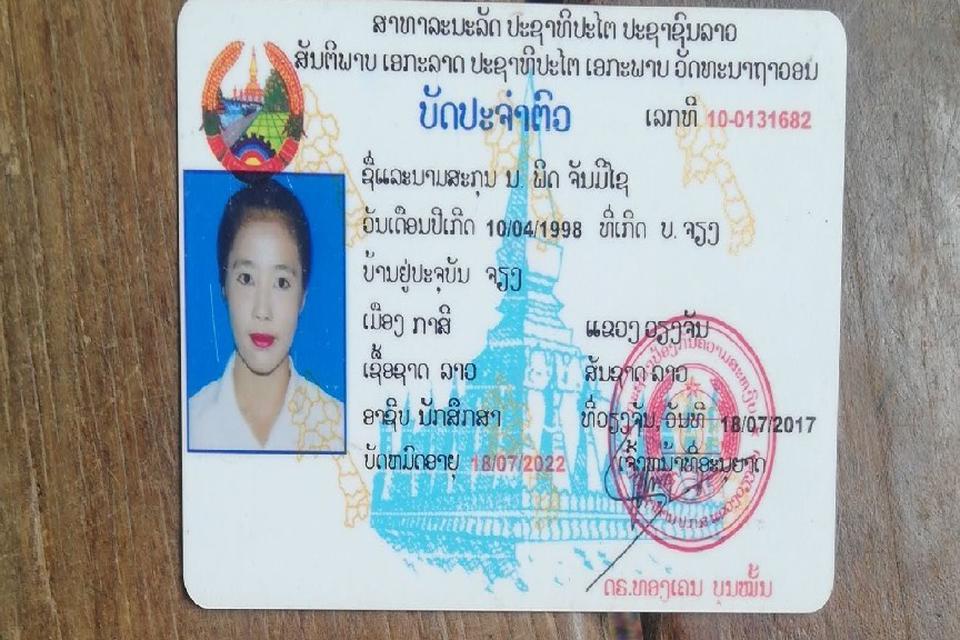 ສາທາລະນະລັດ ປະຊາທິປະໄຕ ປະຊາຊົນລາວ
ສັນຕິພາບ ເອກະລາດ ປະຊາທິປະໄຕ ເອກະພາບ ວັດທະນາຖາວອນ
ບັດປະຈຳຕົວ ເລກທີ 10-0131682
ຊື່ແລະນາມສະກຸນ ນ. ພິດ ຈັນມີໄຊ
ວັນເດືອນປີເກີດ 10/04/1998 ທີ່ເກີດ ບ. ຈຽງ
ບ້ານຢູ່ປະຈຸບັນ ຈຽງ
ເມືອງ ກາສີ ແຂວງ ວຽງຈັນ
ເຊື້ອຊາດ ລາວ ສັນຊາດ ລາວ
ອາຊີບ ນັກສຶກສາ ທີ່ວຽງຈັນ, ວັນທີ 18/07/2017
ບັດຫມົດອາຍຸ 18/07/2022 ເຈົ້າຫນ້າທີ່ອະນຸຍາດ
ດຣ.ທອງເຄນ ບຸນໝັ້ນ